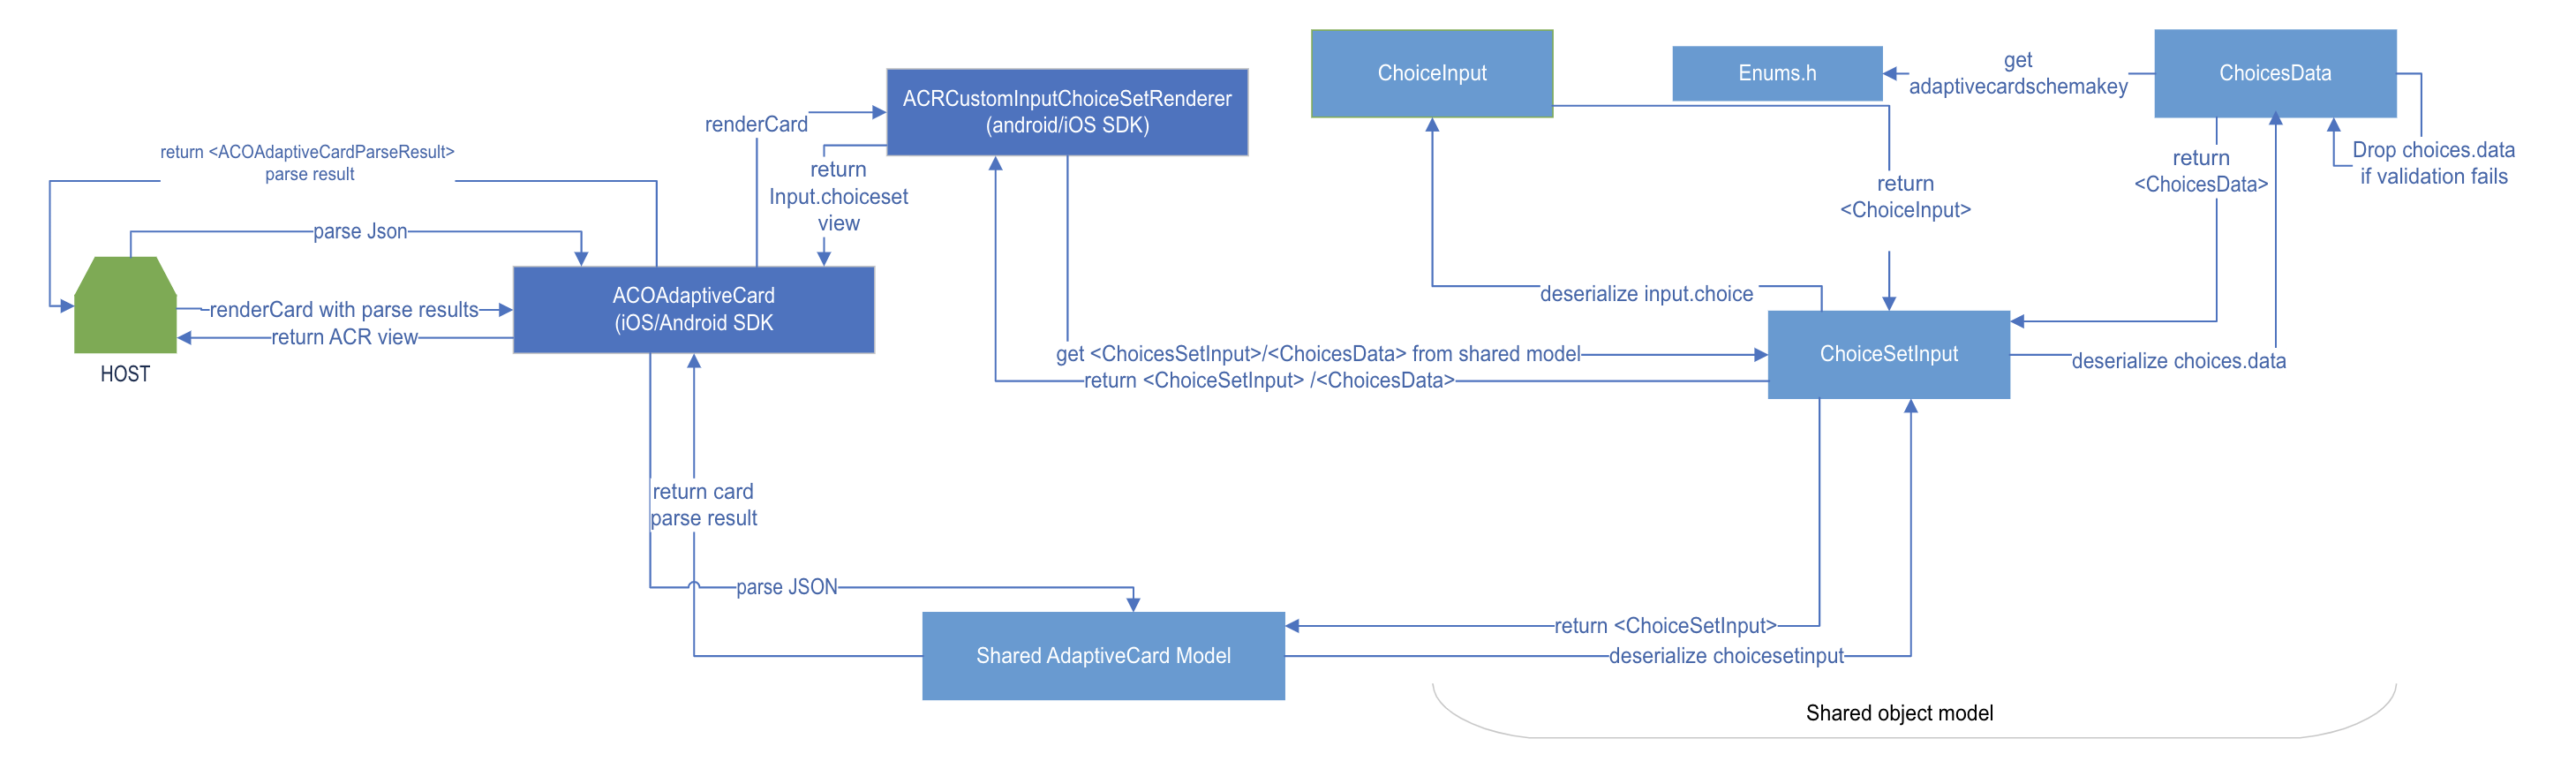 ChoiceInput
Enums.h
get
adaptivecardschemakey
ChoicesData
ACRCustomInputChoiceSetRenderer
(android/iOS SDK)
renderCard
return <ACOAdaptiveCardParseResult>
parse result
return
Input.choiceset
view
return
<ChoiceInput>
return
<ChoicesData>
Drop choices.data
if validation fails
parse Json
ACOAdaptiveCard
(iOS/Android SDK
renderCard with parse results
return ACR view
HOST
deserialize input.choice
get <ChoicesSetInput>/<ChoicesData> from shared model
return <ChoiceSetInput> /<ChoicesData>
ChoiceSetInput
deserialize choices.data
return card
parse result
parse JSON
Shared AdaptiveCard Model
return <ChoiceSetInput>
deserialize choicesetinput
Shared object model